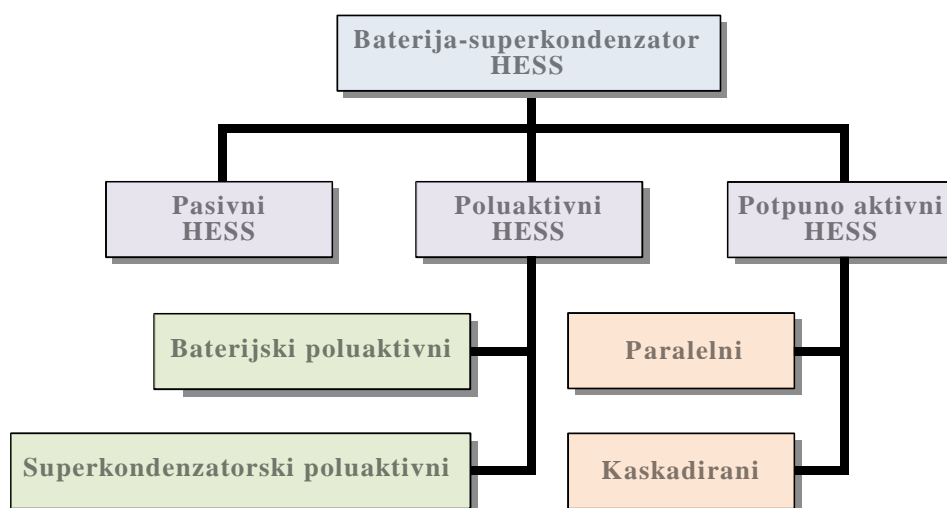 Baterija-superkondenzator
HESS
Pasivni
HESS
Poluaktivni
HESS
Potpuno aktivni
HESS
Baterijski poluaktivni
Paralelni
Superkondenzatorski poluaktivni
Kaskadirani